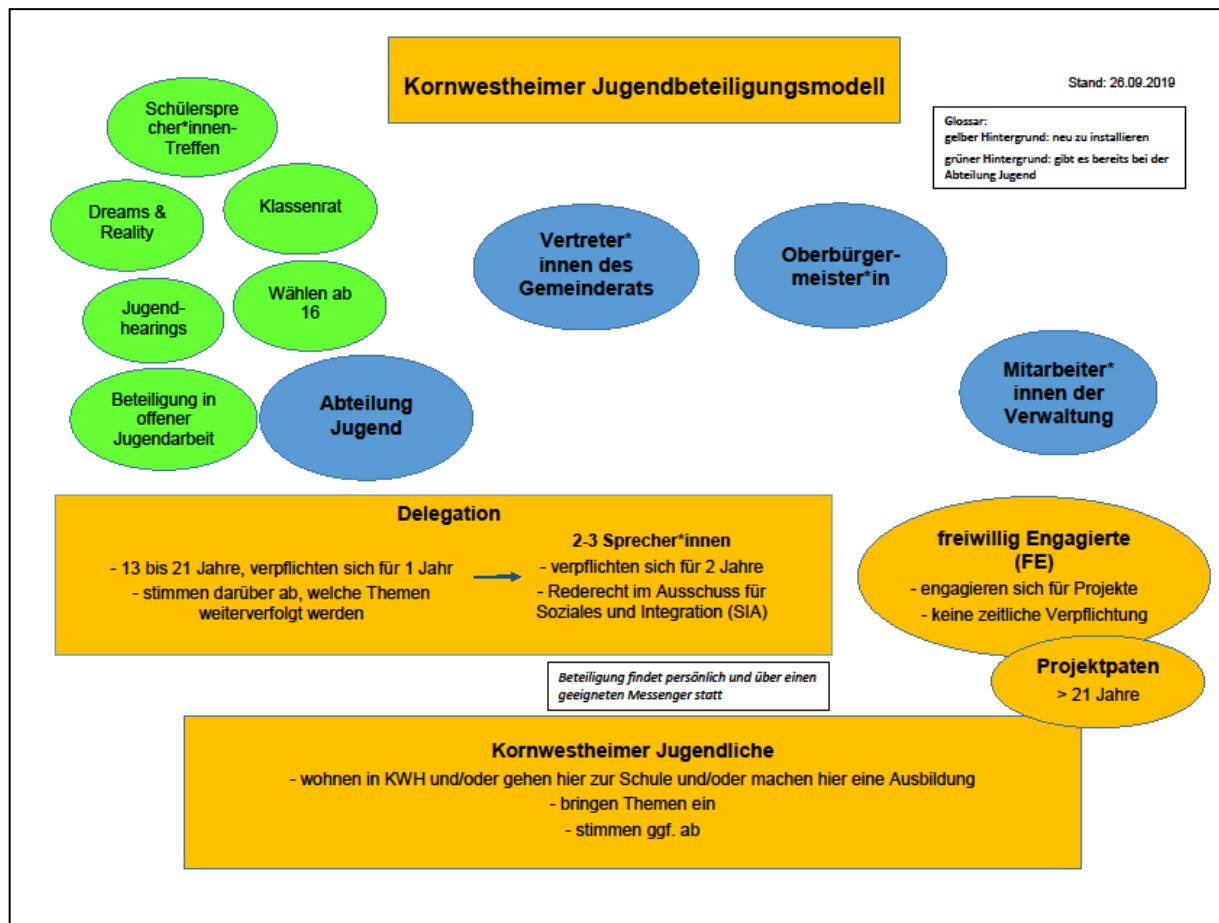 Kornwestheimer Jugendbeteiligungsmodell
Stand: 26.09.2019
Glossar:
gelber Hintergrund: neu zu installieren
grüner Hintergrund: gibt es bereits bei der
Abteilung Jugend
Schülerspre
cher*innen-
Treffen
Dreams &
Reality
Klassenrat
Jugend-
hearings
Wählen ab
16
Beteiligung in
offener
Jugendarbeit
Abteilung
Jugend
Vertreter*
innen des
Gemeinderats
Oberbürger-
meister*in
Mitarbeiter*
innen der
Verwaltung
Delegation
- 13 bis 21 Jahre, verpflichten sich für 1 Jahr
- stimmen darüber ab, welche Themen
weiterverfolgt werden
2-3 Sprecher*innen
- verpflichten sich für 2 Jahre
- Rederecht im Ausschuss für
Soziales und Integration (SIA)
freiwillig Engagierte
(FE)
- engagieren sich für Projekte
- keine zeitliche Verpflichtung
Projektpaten
> 21 Jahre
Beteiligung findet persönlich und über einen
geeigneten Messenger statt
Kornwestheimer Jugendliche
- wohnen in KWH und/oder gehen hier zur Schule und/oder machen hier eine Ausbildung
- bringen Themen ein
- stimmen ggf. ab